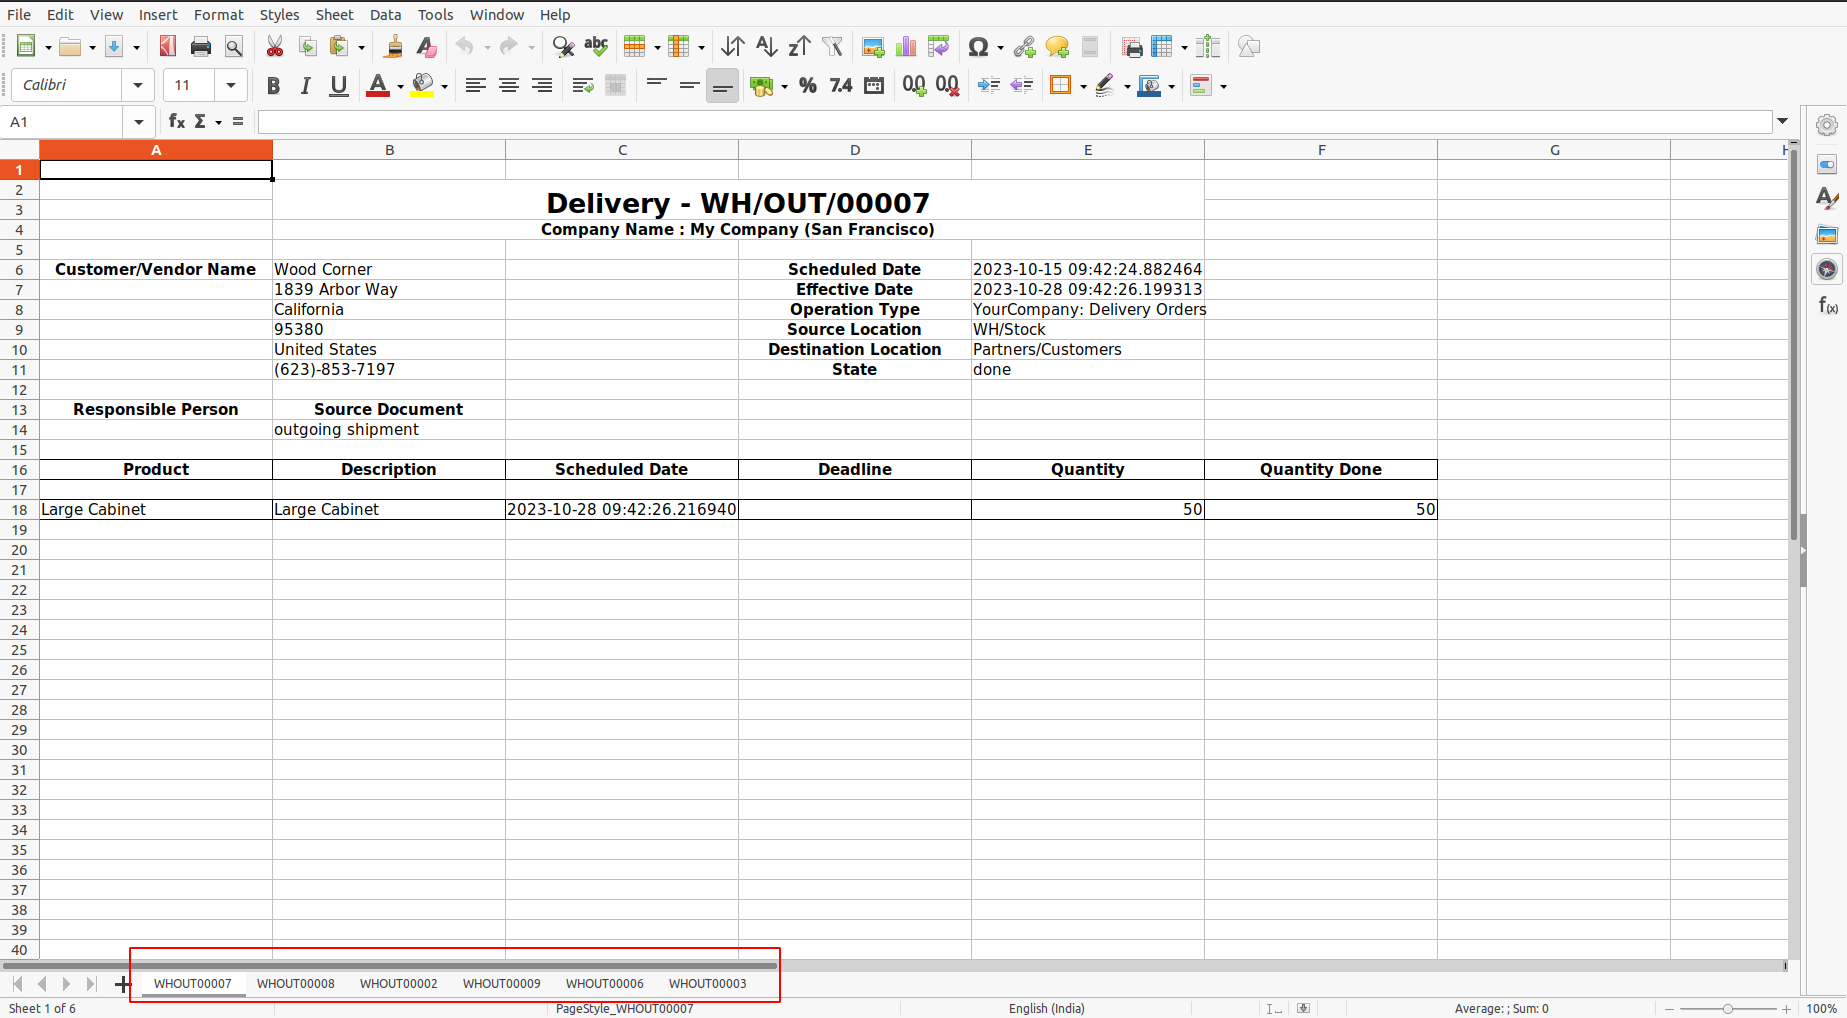 File Edit View Insert Format Styles Sheet Data Tools Window Help
Calibri 11
A1
A B C D E F G H
1
2
3 Delivery - WH/OUT/00007
4 Company Name : My Company (San Francisco)
5
6 Customer/Vendor Name Wood Corner Scheduled Date 2023-10-15 09:42:24.882464
7 1839 Arbor Way Effective Date 2023-10-28 09:42:26.199313
8 California Operation Type YourCompany: Delivery Orders
9 95380 Source Location WH/Stock
10 United States Destination Location Partners/Customers
11 (623)-853-7197 State done
12
13 Responsible Person Source Document
14 outgoing shipment
15
16 Product Description Scheduled Date Deadline Quantity Quantity Done
17
18 Large Cabinet Large Cabinet 2023-10-28 09:42:26.216940 50 50
19
20
21
22
23
24
25
26
27
28
29
30
31
32
33
34
35
36
37
38
39
40
WHOUT00007 WHOUT00008 WHOUT00002 WHOUT00009 WHOUT00006 WHOUT00003
Sheet 1 of 6 PageStyle_WHOUT00007 English (India) Average: ; Sum: 0 100%